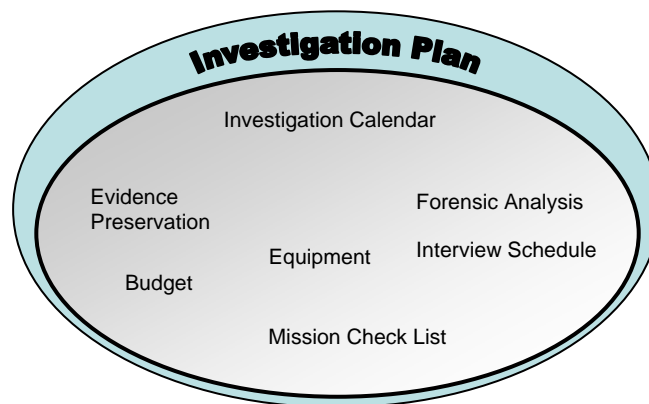 Investigation Plan
Investigation Calendar
Evidence
Preservation
Forensic Analysis
Equipment
Interview Schedule
Budget
Mission Check List